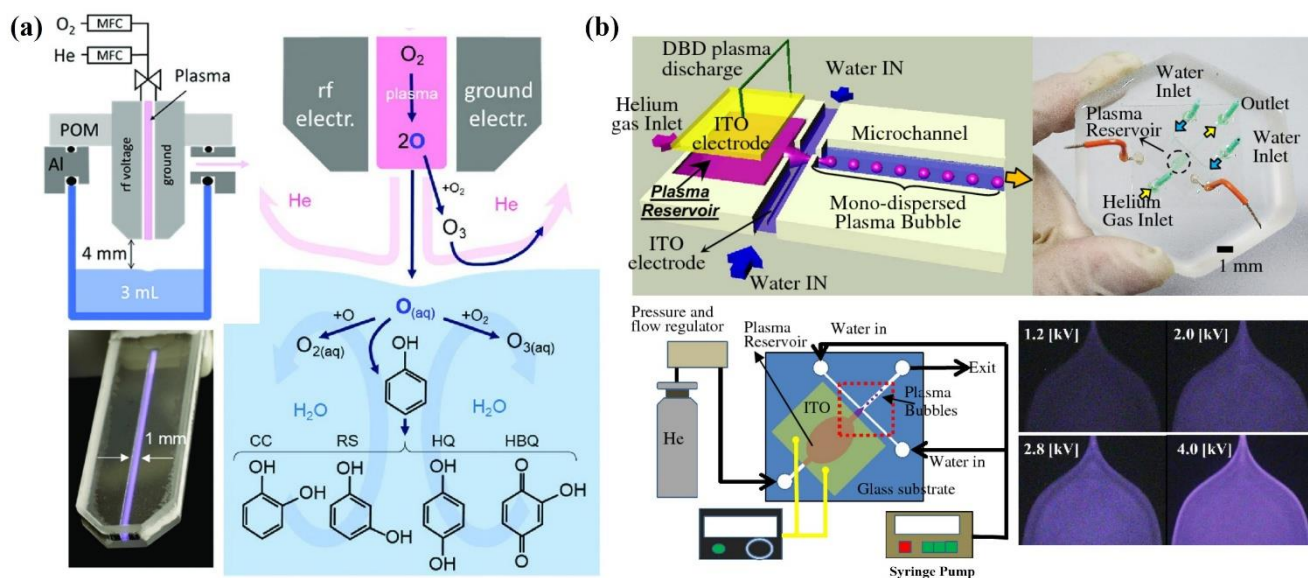 (a)
O₂
MFC
He
MFC
Plasma
POM
Al
rf voltage
ground
4 mm
3 mL
1 mm
O₂
plasma
2O
rf
electr.
ground
electr.
+O₂
O₃
He
He
O(aq)
+O
+O₂
O₂(aq)
O₃(aq)
OH
H₂O
H₂O
CC
RS
HQ
HBQ
OH
OH
OH
OH
OH
OH
O
OH
O
(b)
DBD plasma
discharge
Water IN
Helium
gas Inlet
ITO
electrode
Microchannel
Plasma
Reservoir
Mono-dispersed
Plasma Bubble
ITO
electrode
Water IN
Water
Inlet
Outlet
Plasma
Reservoir
Water
Inlet
Helium
Gas Inlet
1 mm
Pressure and
flow regulator
Plasma
Reservoir
Water in
Exit
ITO
Plasma
Bubbles
He
Water in
Glass substrate
Syringe Pump
1.2 [kV]
2.0 [kV]
2.8 [kV]
4.0 [kV]